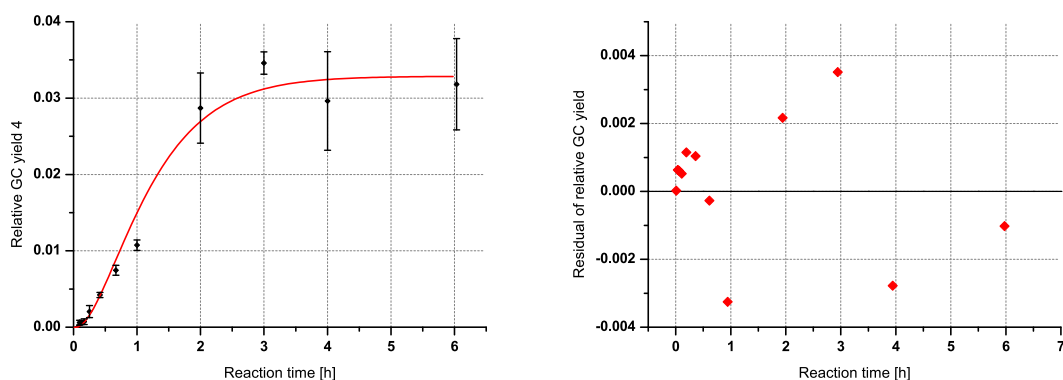 0.04
0.03
0.02
0.01
0.00
0 1 2 3 4 5 6
Relative GC yield 4
Reaction time [h]
0.004
0.002
0.000
-0.002
-0.004
0 1 2 3 4 5 6 7
Residual of relative GC yield
Reaction time [h]